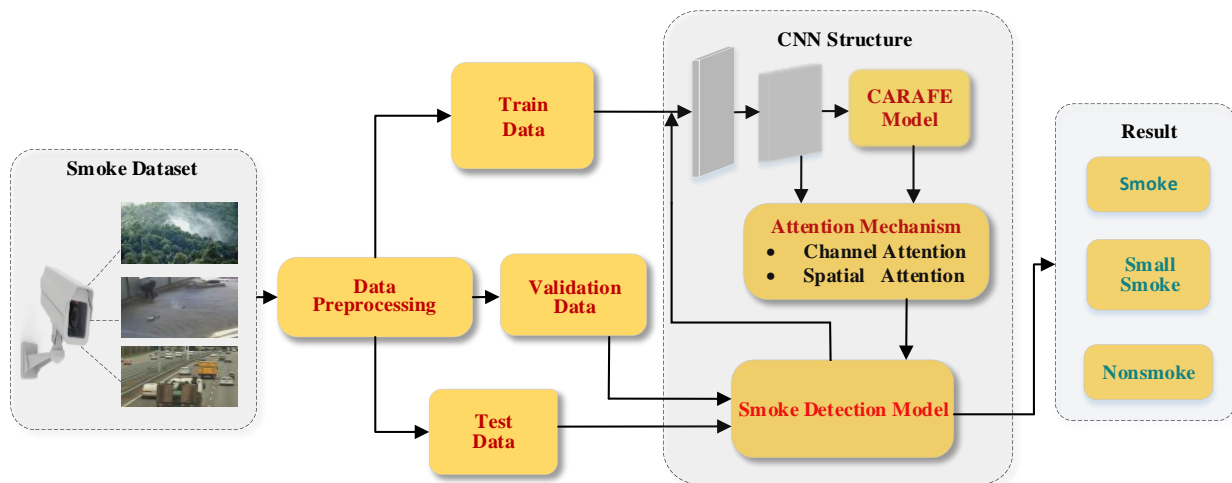 Smoke Dataset
Data
Preprocessing
Train
Data
Validation
Data
Test
Data
CNN Structure
CARAFE
Model
Attention Mechanism
• Channel Attention
• Spatial Attention
Smoke Detection Model
Result
Smoke
Small
Smoke
Nonsmoke